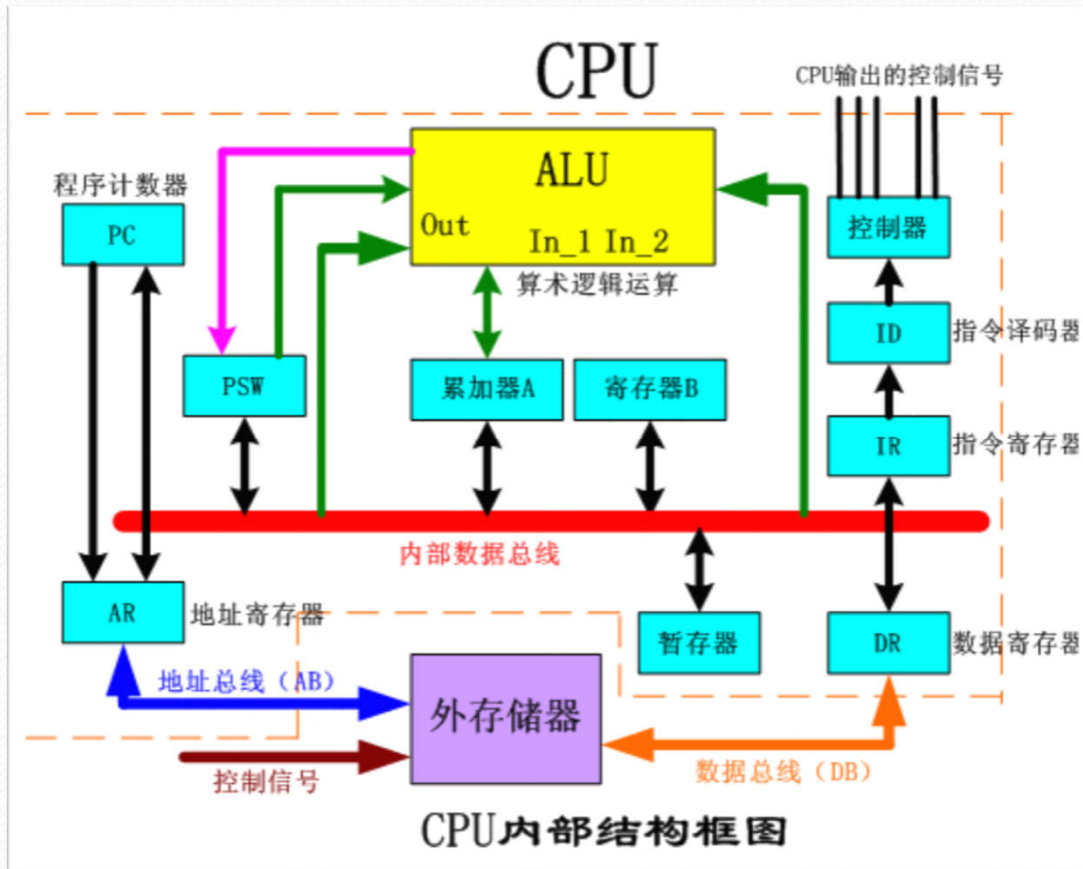 CPU
CPU输出的控制信号
程序计数器
PC
ALU
Out
In_1 In_2
算术逻辑运算
控制器
ID
指令译码器
PSW
累加器A
寄存器B
IR
指令寄存器
内部数据总线
AR
地址寄存器
暂存器
DR
数据寄存器
地址总线（AB）
外存储器
控制信号
数据总线（DB）
CPU内部结构框图